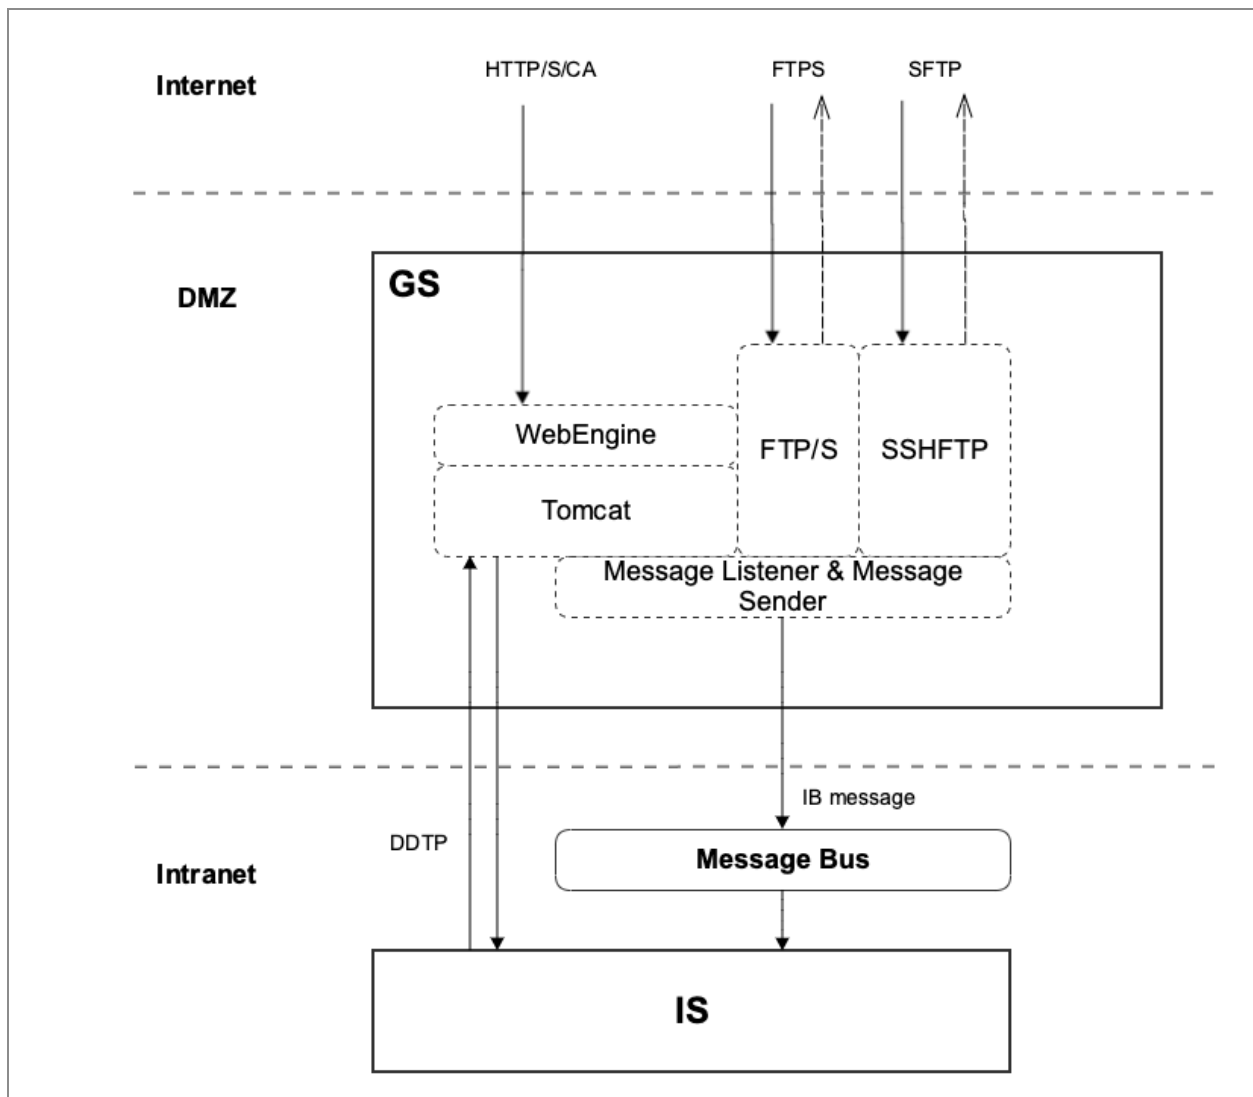 HTTP/S/CA
FTPS
SFTP
Internet
GS
DMZ
WebEngine
FTP/S
SSHFTP
Tomcat
Message Listener & Message
Sender
IB message
DDTP
Message Bus
Intranet
IS